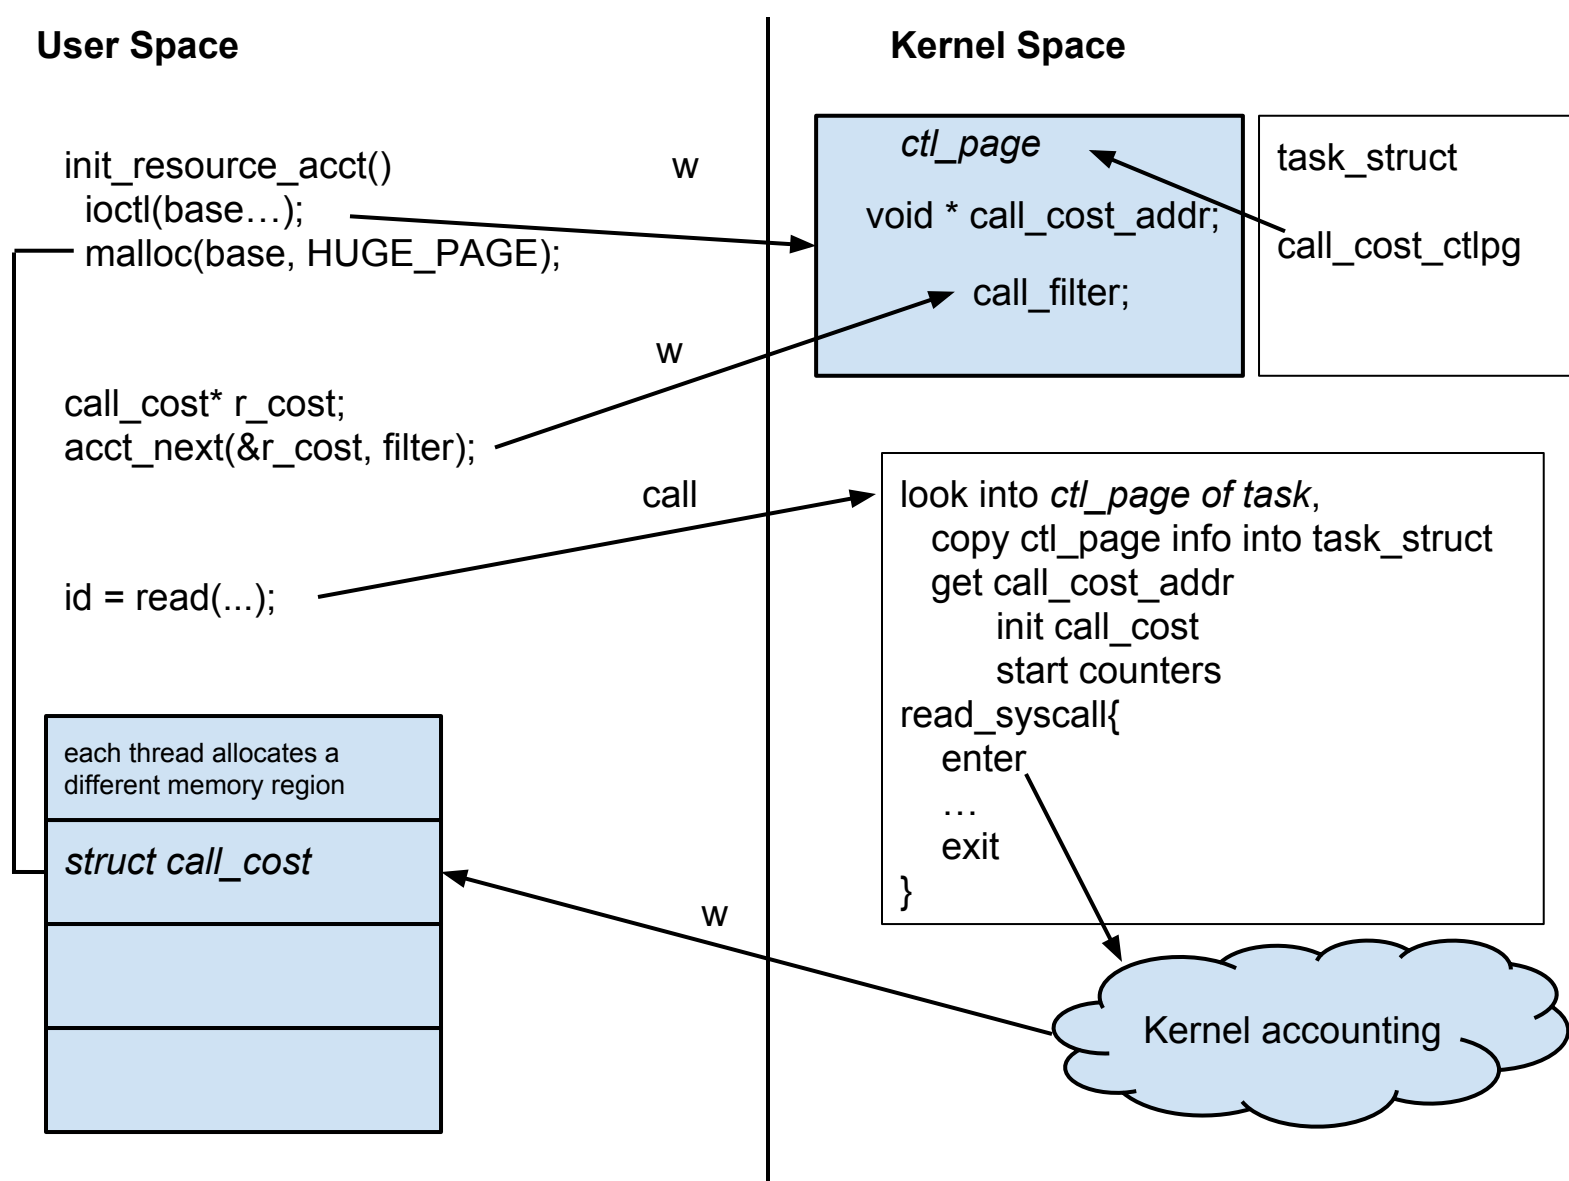 User Space
Kernel Space
init_resource_acct()
ioctl(base…);
malloc(base, HUGE_PAGE);
w
ctl_page
void * call_cost_addr;
call_filter;
task_struct
call_cost_ctlpg
w
call_cost* r_cost;
acct_next(&r_cost, filter);
call
id = read(...);
look into ctl_page of task,
copy ctl_page info into task_struct
get call_cost_addr
init call_cost
start counters
read_syscall{
enter
…
exit
}
each thread allocates a
different memory region
struct call_cost
w
Kernel accounting